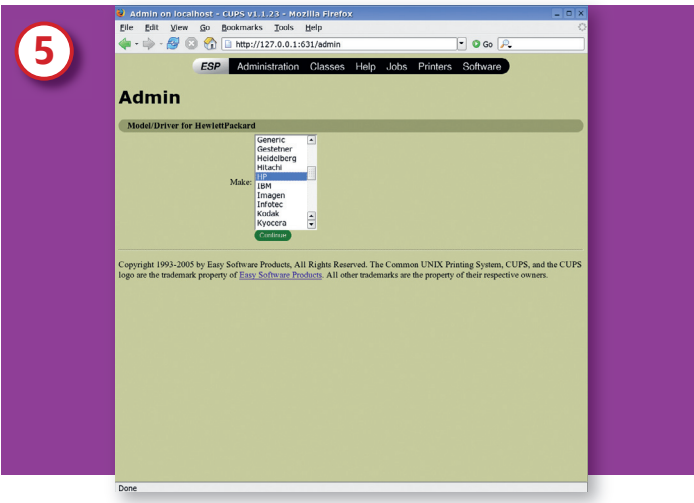 5
Admin on localhost - CUPS v1.1.23 - Mozilla Firefox
File Edit View Go Bookmarks Tools Help
http://127.0.0.1:631/admin Go
ESP Administration Classes Help Jobs Printers Software
Admin
Model/Driver for HewlettPackard
Generic
Gestetner
Heidelberg
Hitachi
Make: HP
IBM
Imagen
Infotec
Kodak
Kyocera
Continue
Copyright 1993-2005 by Easy Software Products, All Rights Reserved. The Common UNIX Printing System, CUPS, and the CUPS
logo are the trademark property of Easy Software Products. All other trademarks are the property of their respective owners.
Done